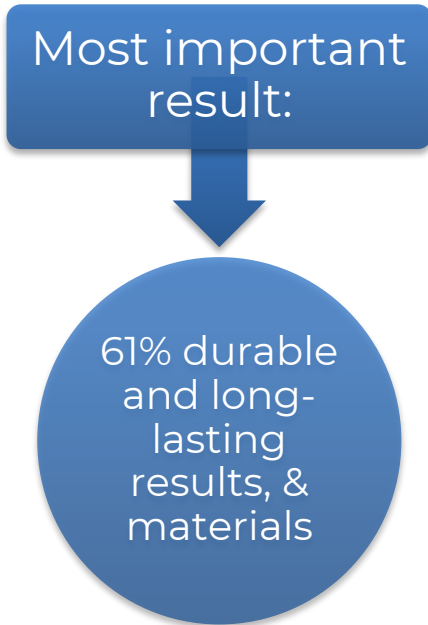 Most important
result:
61% durable
and long-
lasting
results, &
materials